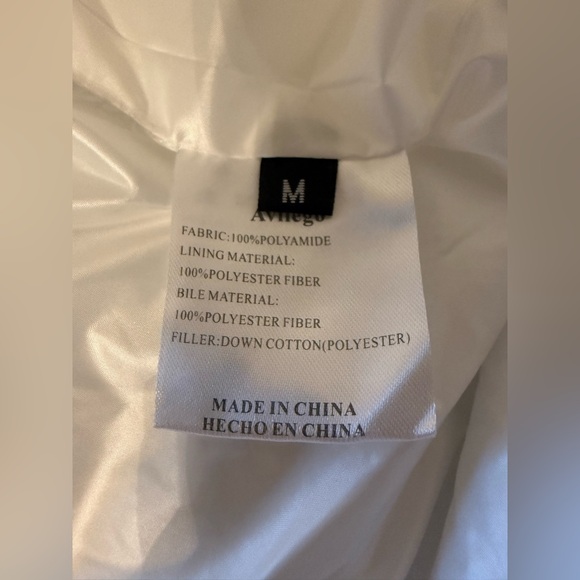 M
Avilego
FABRIC:100%POLYAMIDE
LINING MATERIAL:
100%POLYESTER FIBER
BILE MATERIAL:
100%POLYESTER FIBER
FILLER:DOWN COTTON(POLYESTER)
MADE IN CHINA
HECHO EN CHINA